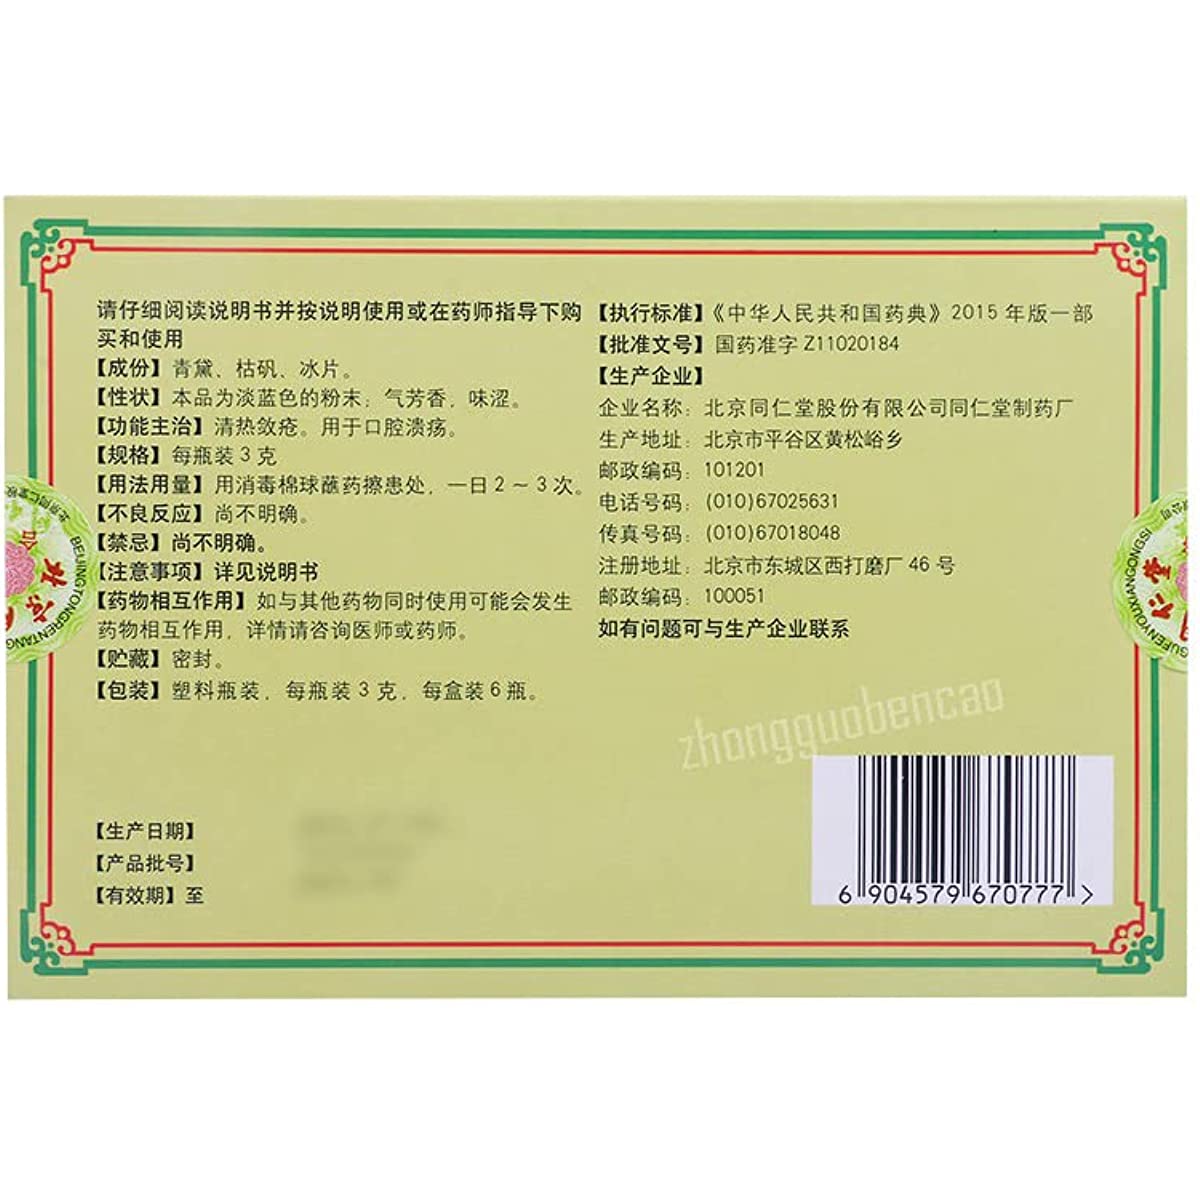 请仔细阅读说明书并按说明使用或在药师指导下购
买和使用
【成份】青黛、枯矾、冰片。
【性状】本品为淡蓝色的粉末；气芳香，味涩。
【功能主治】清热敛疮。用于口腔溃疡。
【规格】每瓶装3克
【用法用量】用消毒棉球蘸药擦患处，一日2～3次。
【不良反应】尚不明确。
【禁忌】尚不明确。
【注意事项】详见说明书
【药物相互作用】如与其他药物同时使用可能会发生
药物相互作用，详情请咨询医师或药师。
【贮藏】密封。
【包装】塑料瓶装，每瓶装3克，每盒装6瓶。
【生产日期】
【产品批号】
【有效期】至
【执行标准】《中华人民共和国药典》2015年版一部
【批准文号】国药准字Z11020184
【生产企业】
企业名称：北京同仁堂股份有限公司同仁堂制药厂
生产地址：北京市平谷区黄松峪乡
邮政编码：101201
电话号码：(010)67025631
传真号码：(010)67018048
注册地址：北京市东城区西打磨厂46号
邮政编码：100051
如有问题可与生产企业联系
zhongguobencao
6 904579 670777 >
BEIJINGTONGRENTANG
GUFENYOUXIANGONGSI